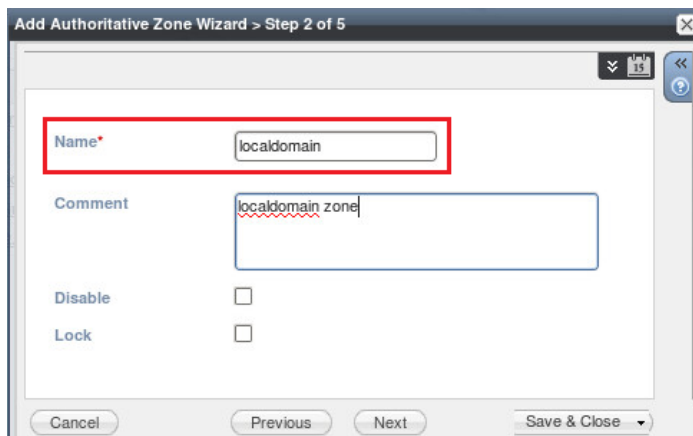 Add Authoritative Zone Wizard > Step 2 of 5
15
Name* localdomain
Comment localdomain zone
Disable
Lock
Cancel Previous Next Save & Close